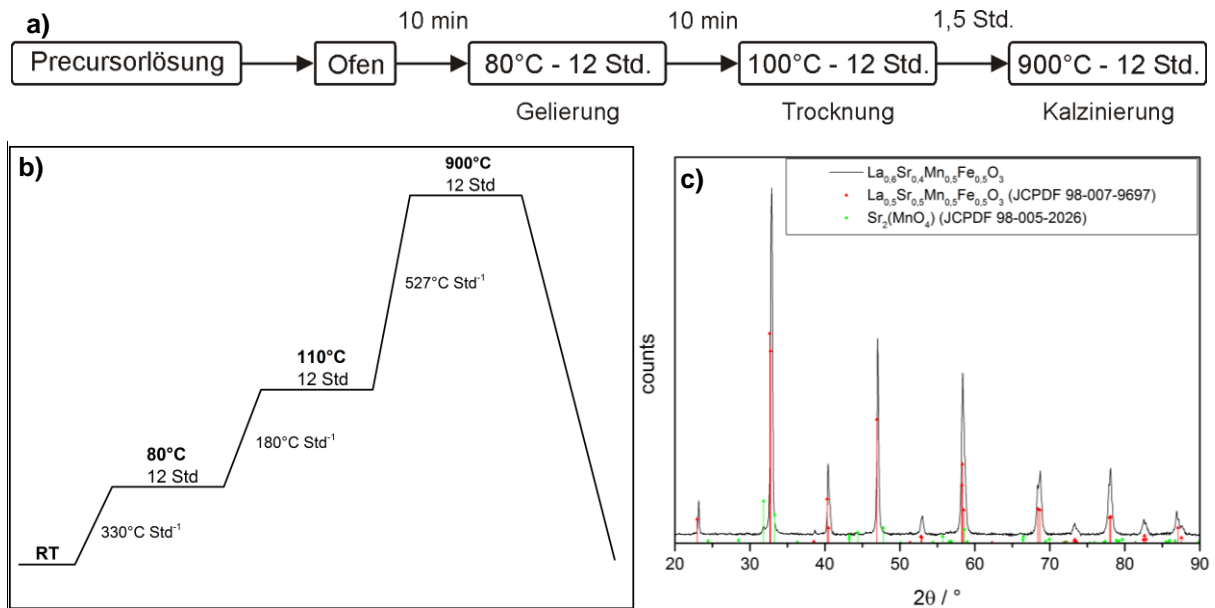 a)
10 min
10 min
1,5 Std.
Precursorlösung
Ofen
80°C - 12 Std.
100°C - 12 Std.
900°C - 12 Std.
Gelierung
Trocknung
Kalzinierung
b)
900°C
12 Std
527°C Std⁻¹
110°C
12 Std
180°C Std⁻¹
80°C
12 Std
330°C Std⁻¹
RT
c)
La₀,₆Sr₀,₄Mn₀,₅Fe₀,₅O₃
La₀,₅Sr₀,₅Mn₀,₅Fe₀,₅O₃ (JCPDF 98-007-9697)
Sr₂(MnO₄) (JCPDF 98-005-2026)
counts
20 30 40 50 60 70 80 90
2θ / °